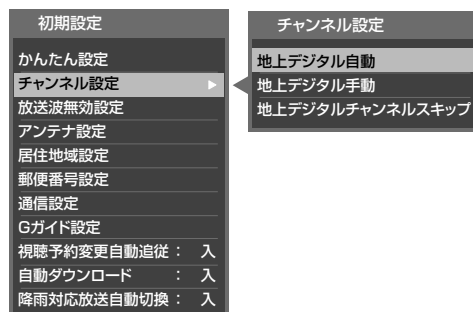 初期設定
かんたん設定
チャンネル設定
放送波無効設定
アンテナ設定
居住地域設定
郵便番号設定
通信設定
Gガイド設定
視聴予約変更自動追従： 入
自動ダウンロード ： 入
降雨対応放送自動切換： 入
チャンネル設定
地上デジタル自動
地上デジタル手動
地上デジタルチャンネルスキップ